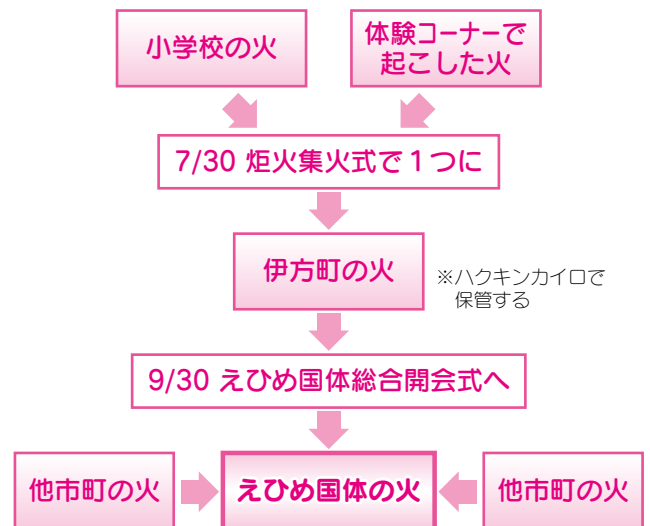 小学校の火
体験コーナーで
起こした火
7/30 炬火集火式で1つに
伊方町の火
※ハクキンカイロで
保管する
9/30 えひめ国体総合開会式へ
他市町の火
えひめ国体の火
他市町の火